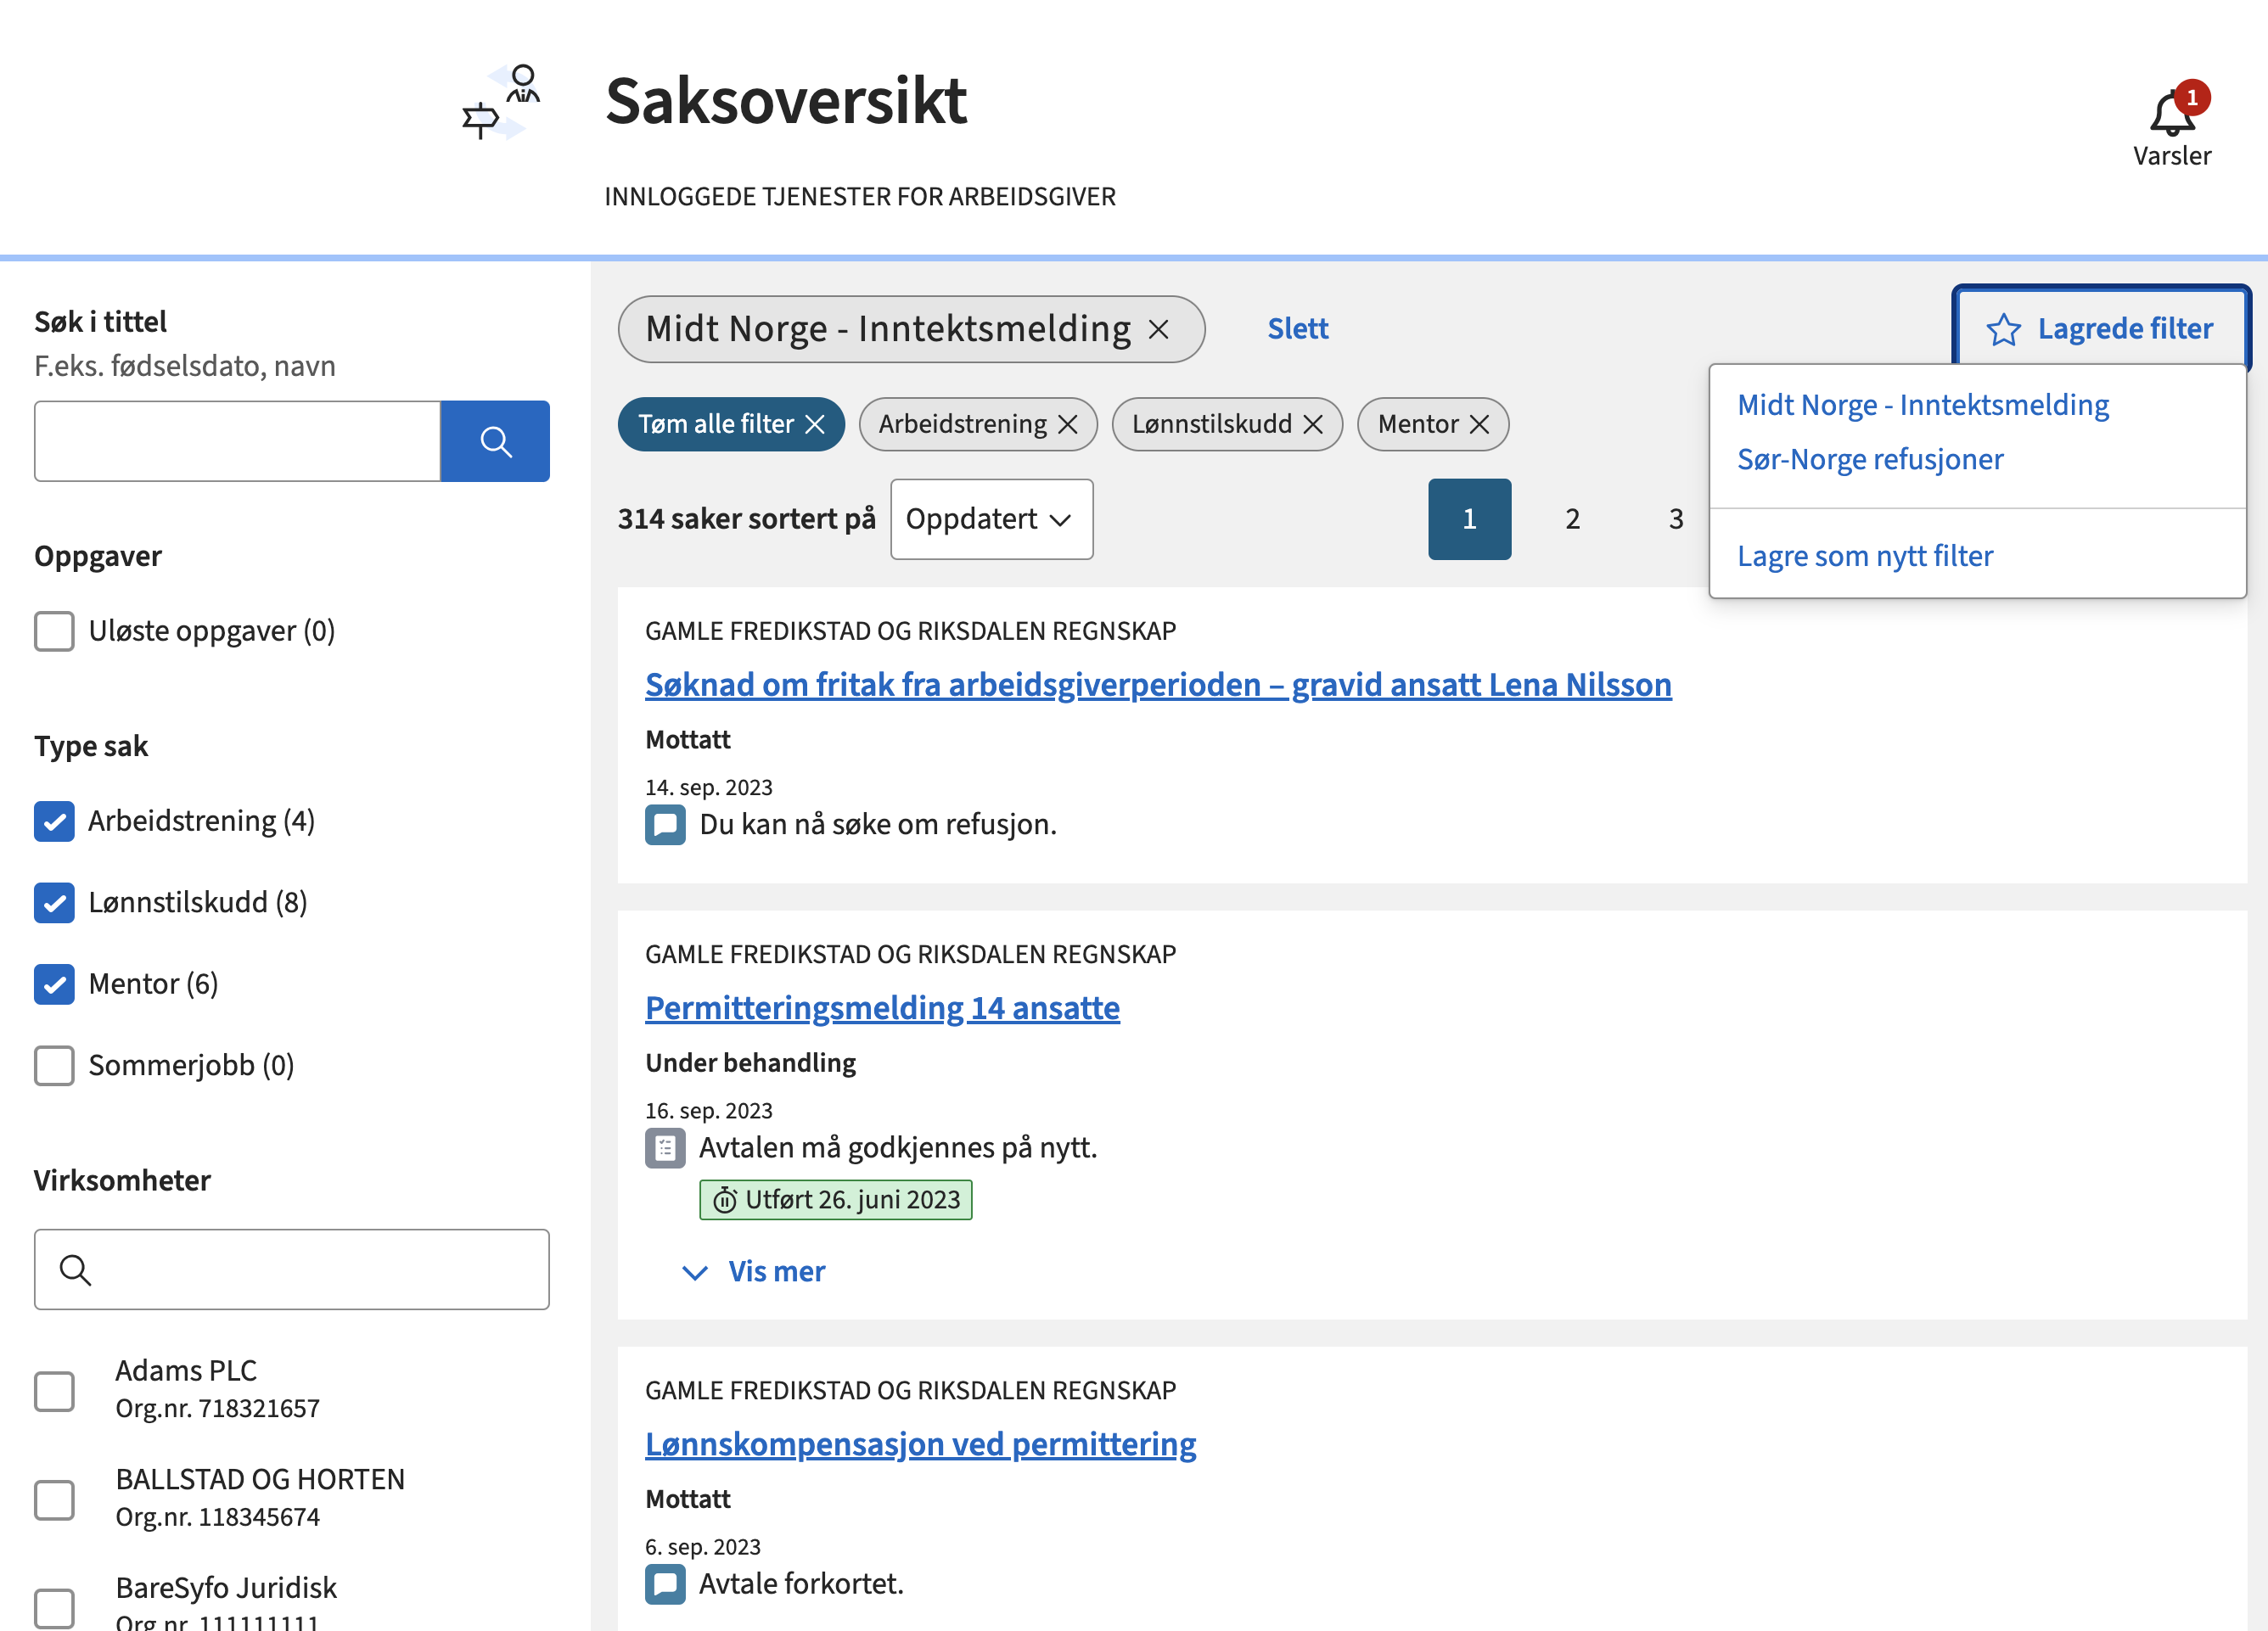 Saksoversikt
INNLOGGEDE TJENESTER FOR ARBEIDSGIVER
1
Varsler
Søk i tittel
F.eks. fødselsdato, navn
Oppgaver
Uløste oppgaver (0)
Type sak
Arbeidstrening (4)
Lønnstilskudd (8)
Mentor (6)
Sommerjobb (0)
Virksomheter
Adams PLC
Org.nr. 718321657
BALLSTAD OG HORTEN
Org.nr. 118345674
BareSyfo Juridisk
Org.nr. 111111111
Midt Norge - Inntektsmelding
Slett
Lagrede filter
Midt Norge - Inntektsmelding
Sør-Norge refusjoner
Lagre som nytt filter
Tøm alle filter
Arbeidstrening
Lønnstilskudd
Mentor
314 saker sortert på
Oppdatert
1 2 3
GAMLE FREDIKSTAD OG RIKSDALEN REGNSKAP
Søknad om fritak fra arbeidsgiverperioden – gravid ansatt Lena Nilsson
Mottatt
14. sep. 2023
Du kan nå søke om refusjon.
GAMLE FREDIKSTAD OG RIKSDALEN REGNSKAP
Permitteringsmelding 14 ansatte
Under behandling
16. sep. 2023
Avtalen må godkjennes på nytt.
Utført 26. juni 2023
Vis mer
GAMLE FREDIKSTAD OG RIKSDALEN REGNSKAP
Lønnskompensasjon ved permittering
Mottatt
6. sep. 2023
Avtale forkortet.